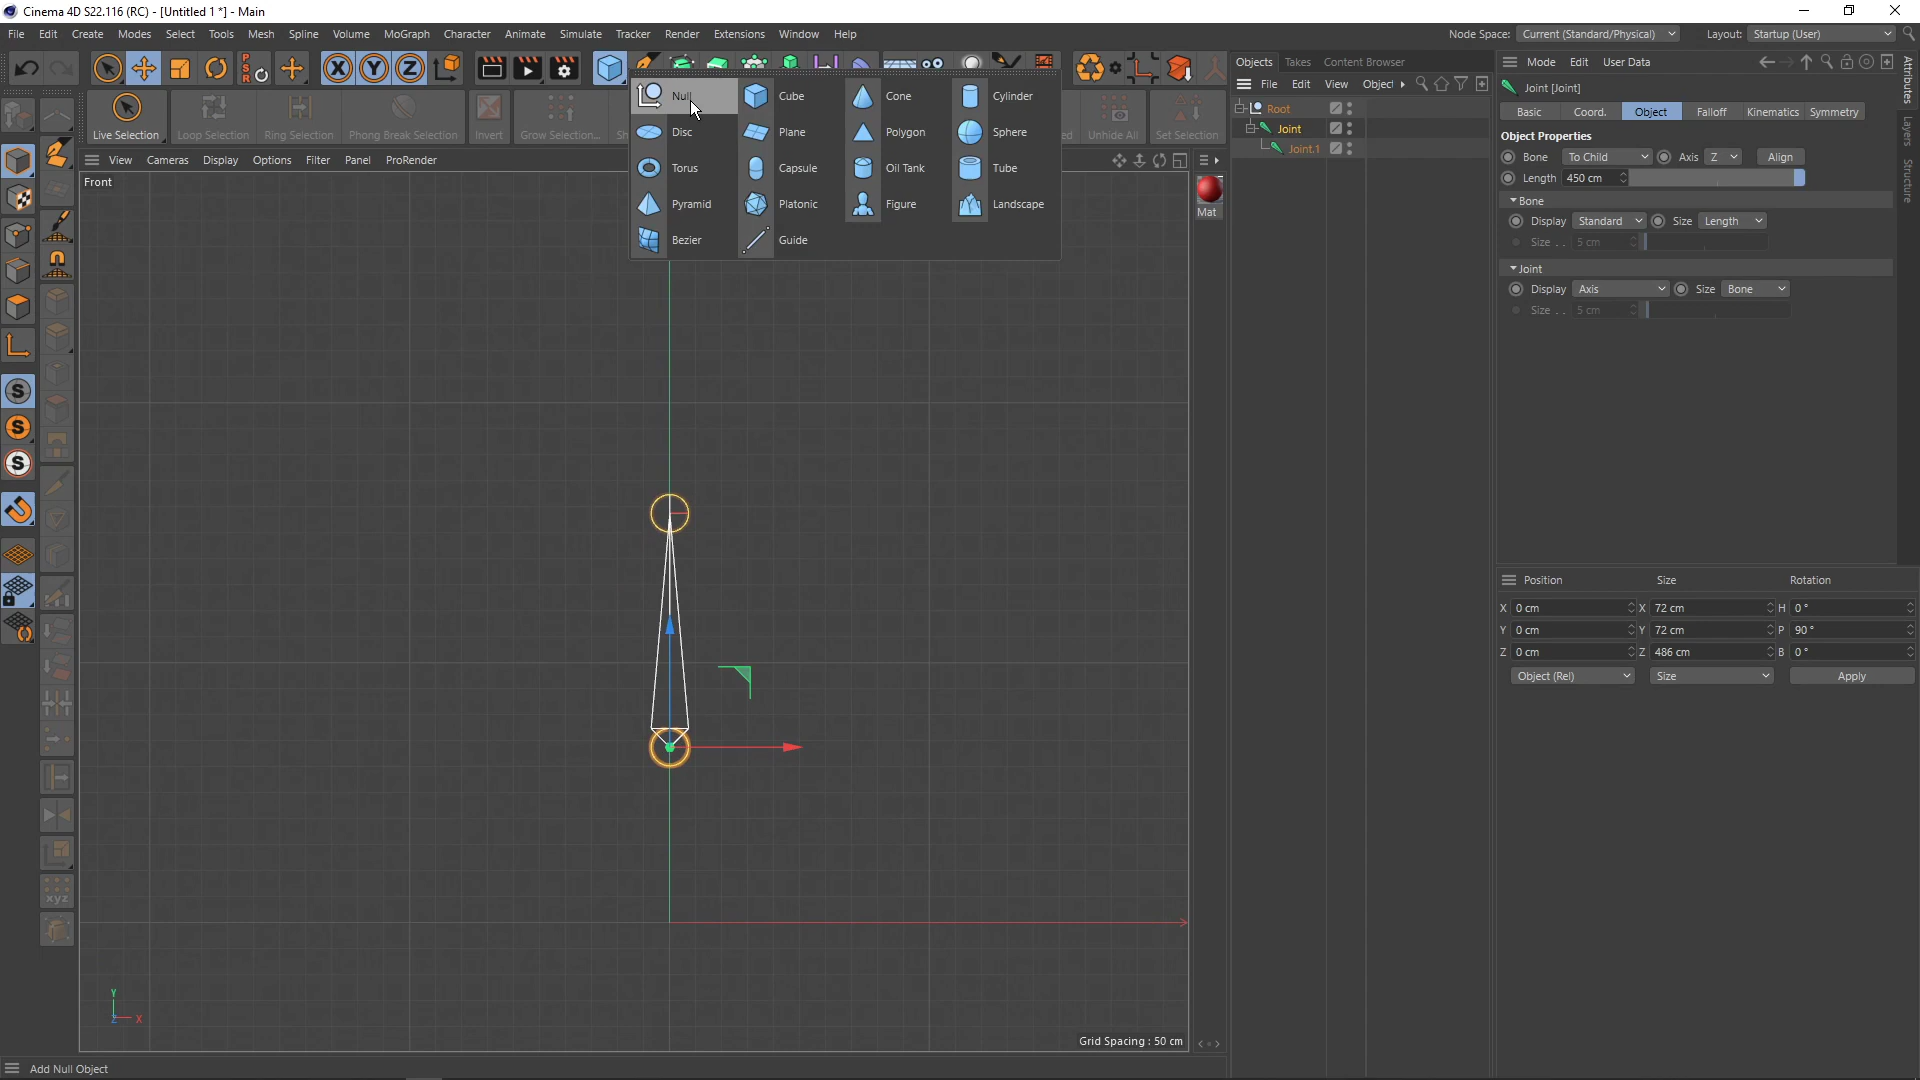 Cinema 4D S22.116 (RC) - [Untitled 1 *] - Main
File Edit Create Modes Select Tools Mesh Spline Volume MoGraph Character Animate Simulate Tracker Render Extensions Window Help
Node Space: Current (Standard/Physical) Layout: Startup (User)
PSR X Y Z
Live Selection Loop Selection Ring Selection Phong Break Selection Invert Grow Selection... Unhide All Set Selection
Null Cube Cone Cylinder
Disc Plane Polygon Sphere
Torus Capsule Oil Tank Tube
Pyramid Platonic Figure Landscape
Bezier Guide
View Cameras Display Options Filter Panel ProRender
Front
Mat
S
S
S
xyz
Y
Z X
Grid Spacing : 50 cm
Add Null Object
Objects Takes Content Browser
File Edit View Object
Root
Joint
Joint.1
Mode Edit User Data
Joint [Joint]
Basic Coord. Object Falloff Kinematics Symmetry
Object Properties
Bone To Child Axis Z Align
Length 450 cm
Bone
Display Standard Size Length
Size . . 5 cm
Joint
Display Axis Size Bone
Size . . 5 cm
Attributes
Layers
Structure
Position Size Rotation
X 0 cm X 72 cm H 0 °
Y 0 cm Y 72 cm P 90 °
Z 0 cm Z 486 cm B 0 °
Object (Rel) Size Apply